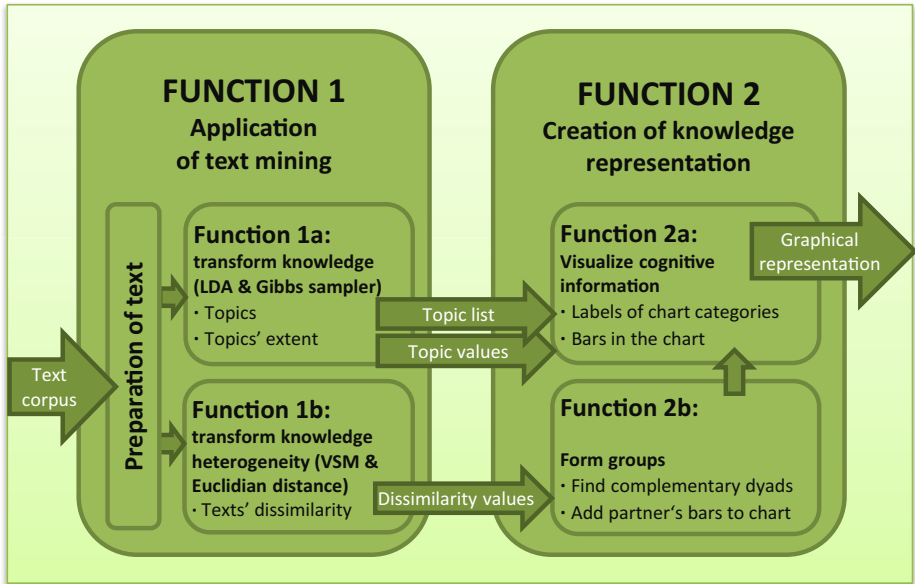 FUNCTION 1
Application
of text mining
Text
corpus
Preparation of text
Function 1a:
transform knowledge
(LDA & Gibbs sampler)
· Topics
· Topics’ extent
Function 1b:
transform knowledge
heterogeneity (VSM &
Euclidian distance)
· Texts’ dissimilarity
Topic list
Topic values
Dissimilarity values
FUNCTION 2
Creation of knowledge
representation
Function 2a:
Visualize cognitive
information
· Labels of chart categories
· Bars in the chart
Function 2b:
Form groups
· Find complementary dyads
· Add partner‘s bars to chart
Graphical
representation